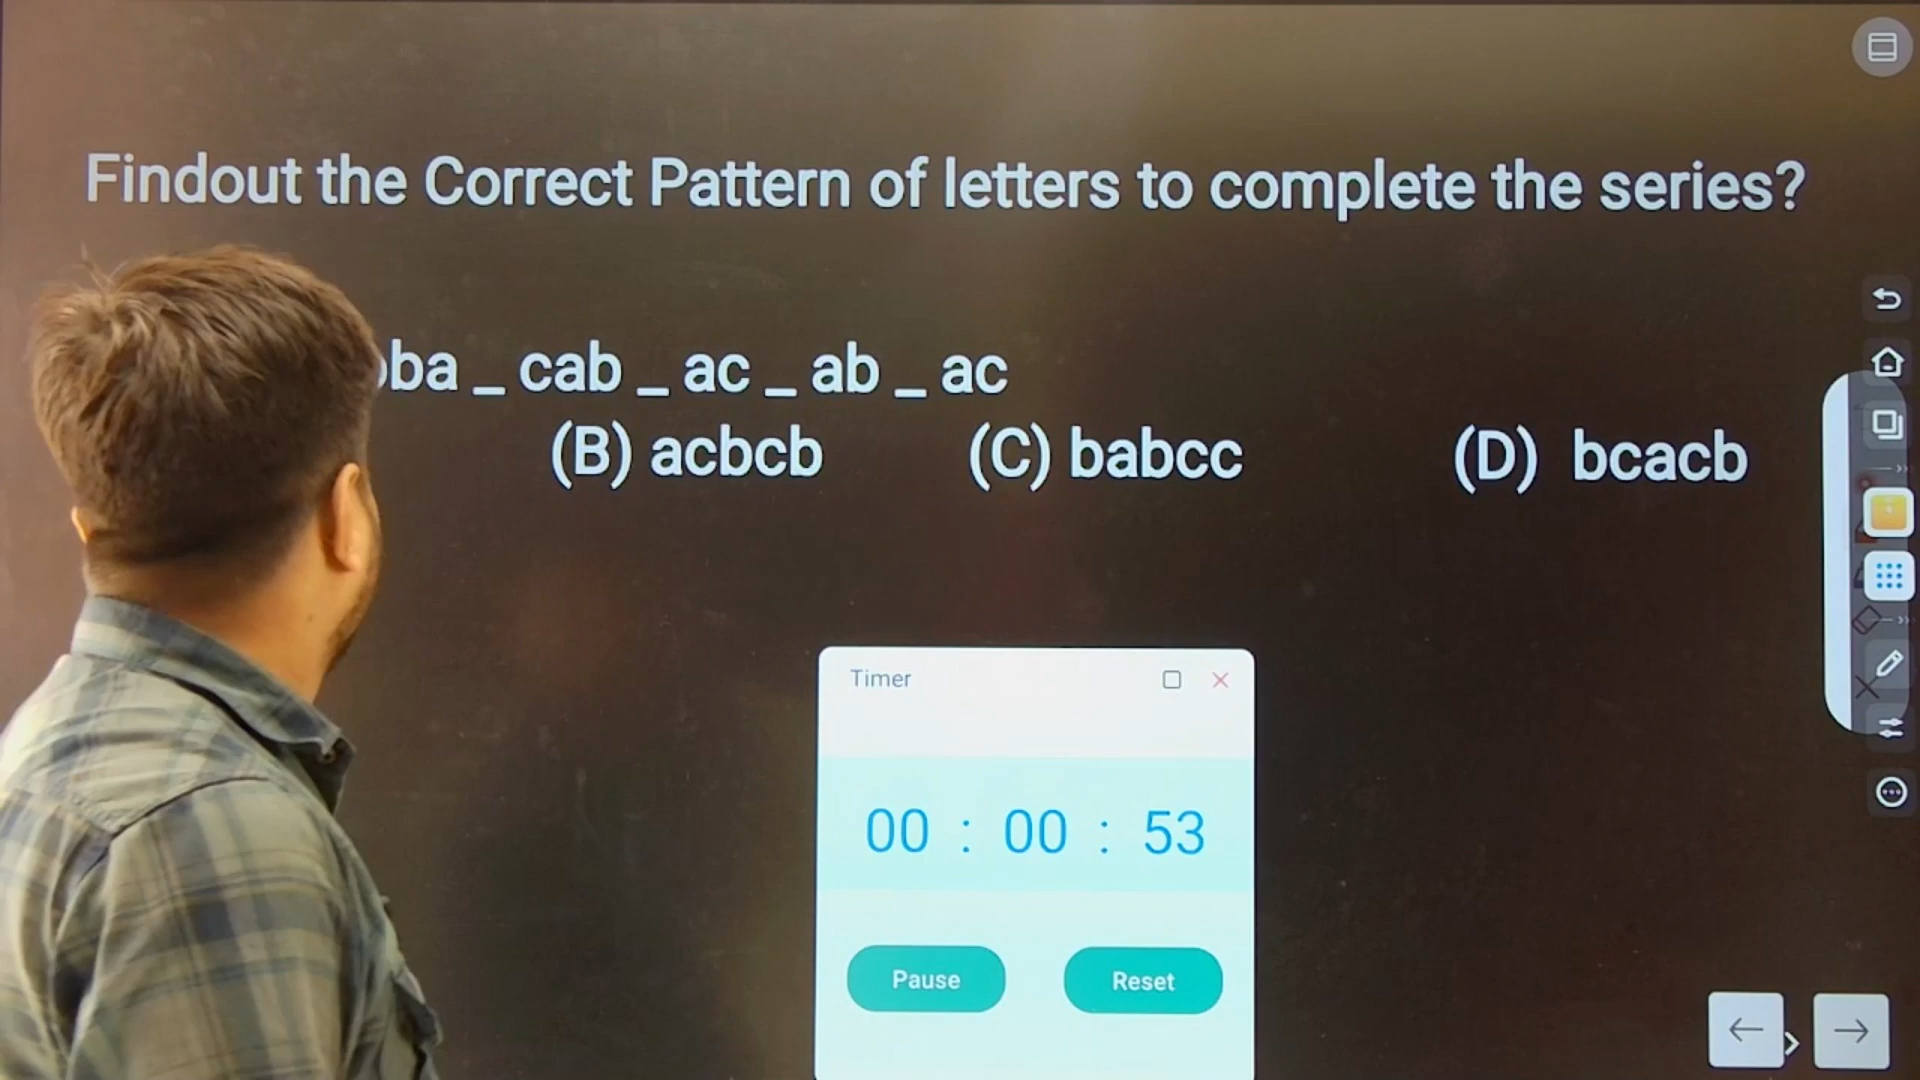 Findout the Correct Pattern of letters to complete the series?
ba _ cab _ ac _ ab _ ac
(B) acbcb (C) babcc (D) bcacb
Timer
00 : 00 : 53
Pause Reset